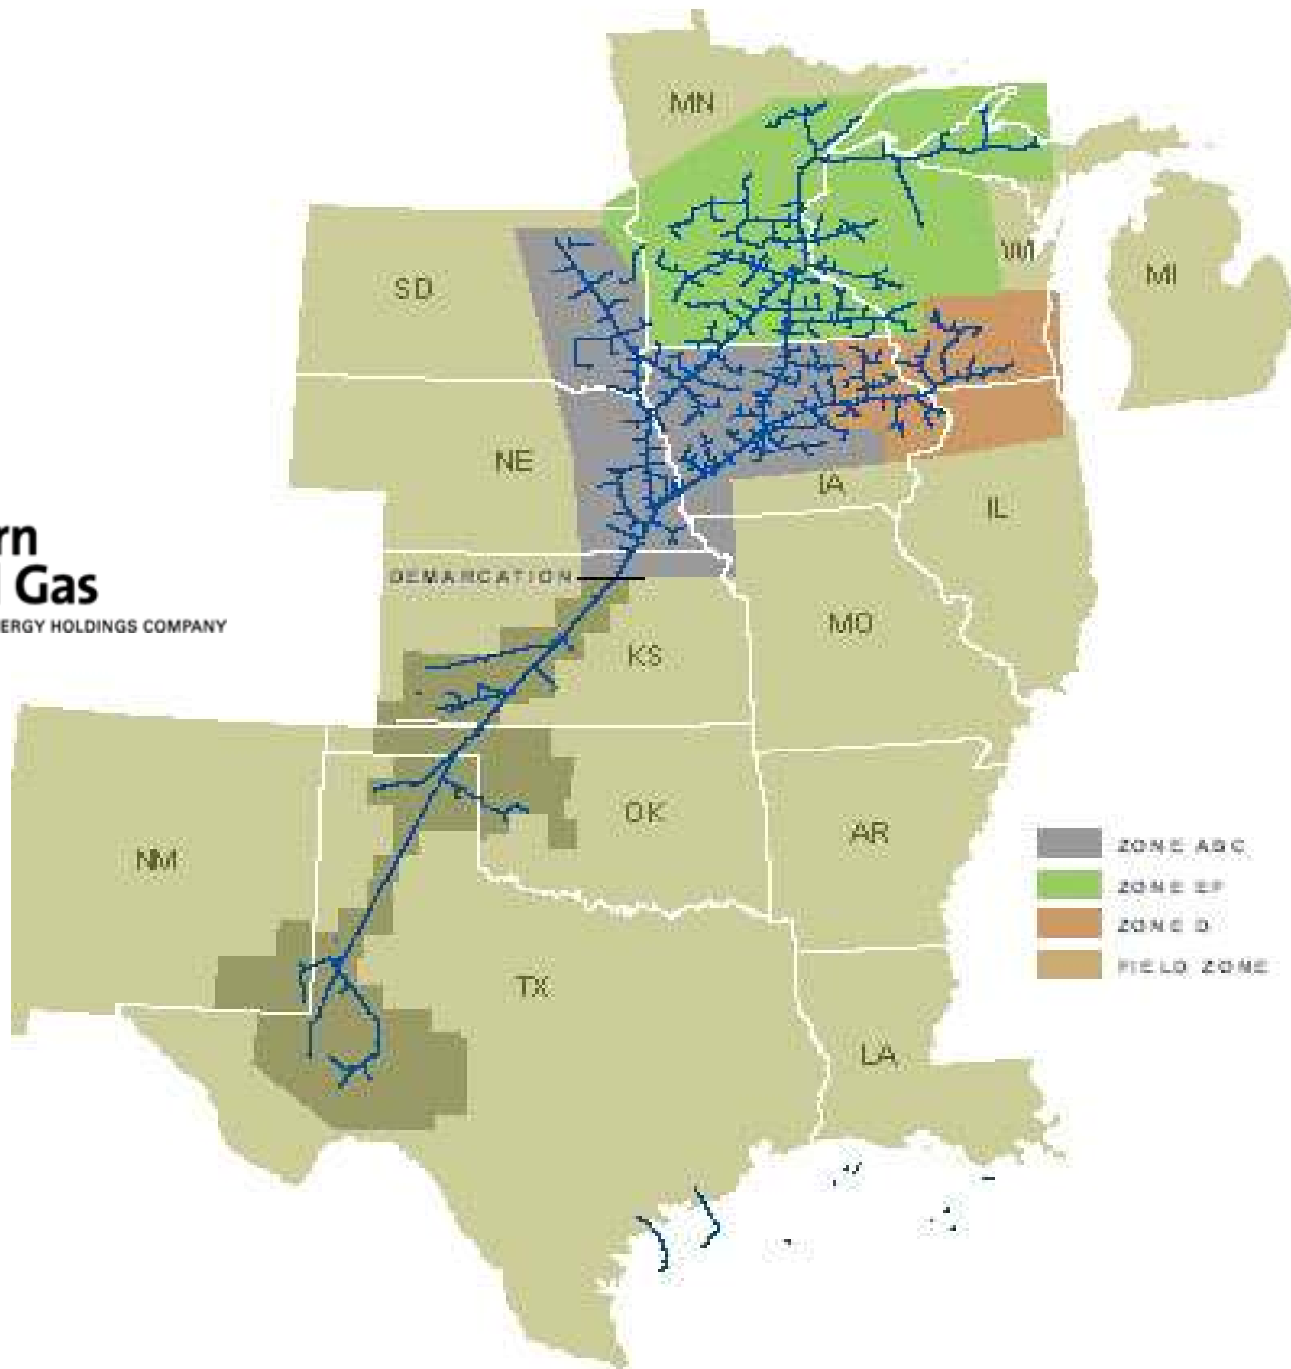 MN
WI
MI
SD
NE
IA
IL
rn
Gas
ERGY HOLDINGS COMPANY
DEMARCATION
KS
MO
OK
AR
NM
TX
LA
ZONE ABC
ZONE EF
ZONE D
FIELD ZONE